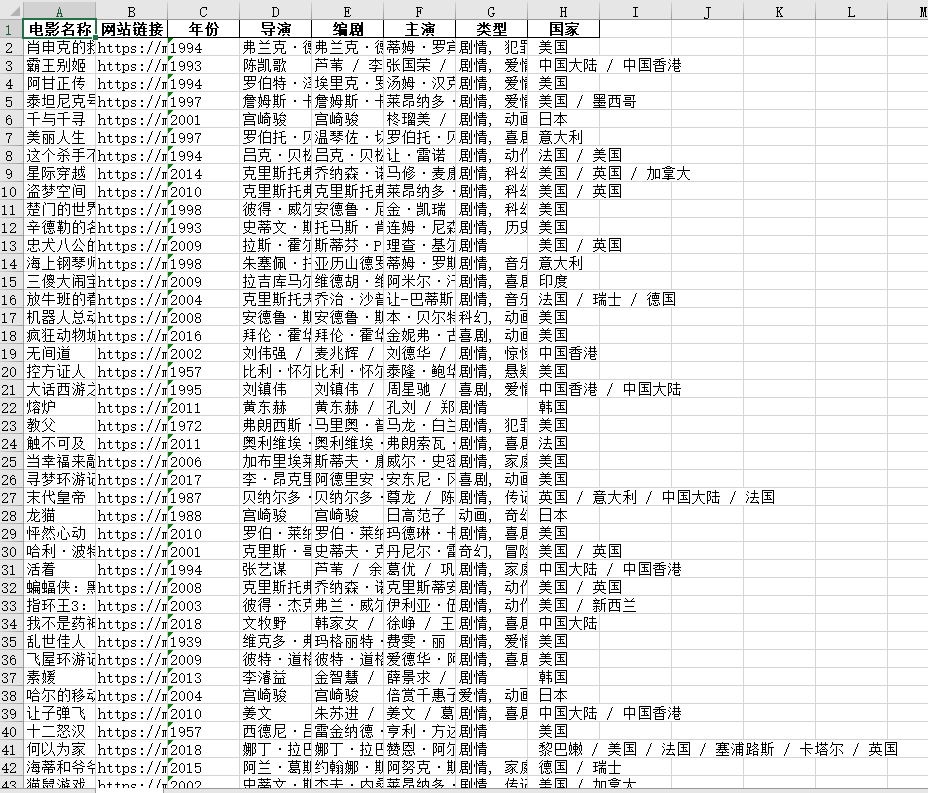 A B C D E F G H I J K L M
1 电影名称 网站链接 年份 导演 编剧 主演 类型 国家
2 肖申克的 https:// 1994 弗兰克· 弗兰克· 蒂姆·罗 剧情, 犯罪 美国
3 霸王别姬 https:// 1993 陈凯歌 芦苇 / 李 张国荣 / 剧情, 爱情 中国大陆 / 中国香港
4 阿甘正传 https:// 1994 罗伯特· 埃里克·罗 汤姆·汉克 剧情, 爱情 美国
5 泰坦尼克号 https:// 1997 詹姆斯·卡 詹姆斯·卡 莱昂纳多· 剧情, 爱情 美国 / 墨西哥
6 千与千寻 https:// 2001 宫崎骏 宫崎骏 柊瑠美 / 剧情, 动画 日本
7 美丽人生 https:// 1997 罗伯托·贝 温琴佐·切 罗伯托·贝 剧情, 喜剧 意大利
8 这个杀手不 https:// 1994 吕克·贝松 吕克·贝松 让·雷诺 剧情, 动作 法国 / 美国
9 星际穿越 https:// 2014 克里斯托弗 乔纳森·诺 马修·麦康 剧情, 科幻 美国 / 英国 / 加拿大
10 盗梦空间 https:// 2010 克里斯托弗 克里斯托弗 莱昂纳多· 剧情, 科幻 美国 / 英国
11 楚门的世界 https:// 1998 彼得·威尔 安德鲁·尼 金·凯瑞 剧情, 科幻 美国
12 辛德勒的名 https:// 1993 史蒂文·斯 托马斯·肯 连姆·尼森 剧情, 历史 美国
13 忠犬八公的 https:// 2009 拉斯·霍尔 斯蒂芬·P 理查·基尔 剧情 美国 / 英国
14 海上钢琴师 https:// 1998 朱塞佩·托 亚历山德罗 蒂姆·罗斯 剧情, 音乐 意大利
15 三傻大闹宝 https:// 2009 拉吉库马尔 维德胡·维 阿米尔·汗 剧情, 喜剧 印度
16 放牛班的春 https:// 2004 克里斯托夫 乔治·沙普 让-巴蒂斯 剧情, 音乐 法国 / 瑞士 / 德国
17 机器人总动 https:// 2008 安德鲁·斯 安德鲁·斯 本·贝尔特 科幻, 动画 美国
18 疯狂动物城 https:// 2016 拜伦·霍华 拜伦·霍华 金妮弗·古 喜剧, 动画 美国
19 无间道 https:// 2002 刘伟强 / 麦兆辉 / 刘德华 / 剧情, 惊悚 中国香港
20 控方证人 https:// 1957 比利·怀尔 比利·怀尔 泰隆·鲍华 剧情, 悬疑 美国
21 大话西游之 https:// 1995 刘镇伟 刘镇伟 / 周星驰 / 喜剧, 爱情 中国香港 / 中国大陆
22 熔炉 https:// 2011 黄东赫 黄东赫 / 孔刘 / 郑 剧情 韩国
23 教父 https:// 1972 弗朗西斯· 马里奥·普 马龙·白兰 剧情, 犯罪 美国
24 触不可及 https:// 2011 奥利维埃· 奥利维埃· 弗朗索瓦· 剧情, 喜剧 法国
25 当幸福来敲 https:// 2006 加布里埃莱 斯蒂夫·康 威尔·史密 剧情, 家庭 美国
26 寻梦环游记 https:// 2017 李·昂克里 阿德里安· 安东尼· 喜剧, 动画 美国
27 末代皇帝 https:// 1987 贝纳尔多· 贝纳尔多· 尊龙 / 陈 剧情, 传记 英国 / 意大利 / 中国大陆 / 法国
28 龙猫 https:// 1988 宫崎骏 宫崎骏 日高范子 动画, 奇幻 日本
29 怦然心动 https:// 2010 罗伯·莱纳 罗伯·莱纳 玛德琳·卡 剧情, 喜剧 美国
30 哈利·波特 https:// 2001 克里斯·哥 史蒂夫·克 丹尼尔·雷 奇幻, 冒险 美国 / 英国
31 活着 https:// 1994 张艺谋 芦苇 / 余 葛优 / 巩 剧情, 家庭 中国大陆 / 中国香港
32 蝙蝠侠：黑 https:// 2008 克里斯托弗 乔纳森·诺 克里斯蒂安 剧情, 动作 美国 / 英国
33 指环王3： https:// 2003 彼得·杰克 弗兰·威尔 伊利亚·伍 剧情, 动作 美国 / 新西兰
34 我不是药神 https:// 2018 文牧野 韩家女 / 徐峥 / 王 剧情, 喜剧 中国大陆
35 乱世佳人 https:// 1939 维克多·弗 玛格丽特· 费雯·丽 剧情, 爱情 美国
36 飞屋环游记 https:// 2009 彼特·道格 彼特·道格 爱德华·阿 剧情, 喜剧 美国
37 素媛 https:// 2013 李濬益 金智慧 / 薛景求 / 剧情 韩国
38 哈尔的移动 https:// 2004 宫崎骏 宫崎骏 倍赏千惠子 爱情, 动画 日本
39 让子弹飞 https:// 2010 姜文 朱苏进 / 姜文 / 葛 剧情, 喜剧 中国大陆 / 中国香港
40 十二怒汉 https:// 1957 西德尼·吕 雷金纳德· 亨利·方达 剧情 美国
41 何以为家 https:// 2018 娜丁·拉巴 娜丁·拉巴 赞恩·阿尔 剧情 黎巴嫩 / 美国 / 法国 / 塞浦路斯 / 卡塔尔 / 英国
42 海蒂和爷爷 https:// 2015 阿兰·葛斯 约翰娜·斯 阿努克·斯 剧情, 家庭 德国 / 瑞士
43 猫鼠游戏 https:// 2002 史蒂文·斯 杰夫·内桑 莱昂纳多· 剧情, 传记 美国 / 加拿大